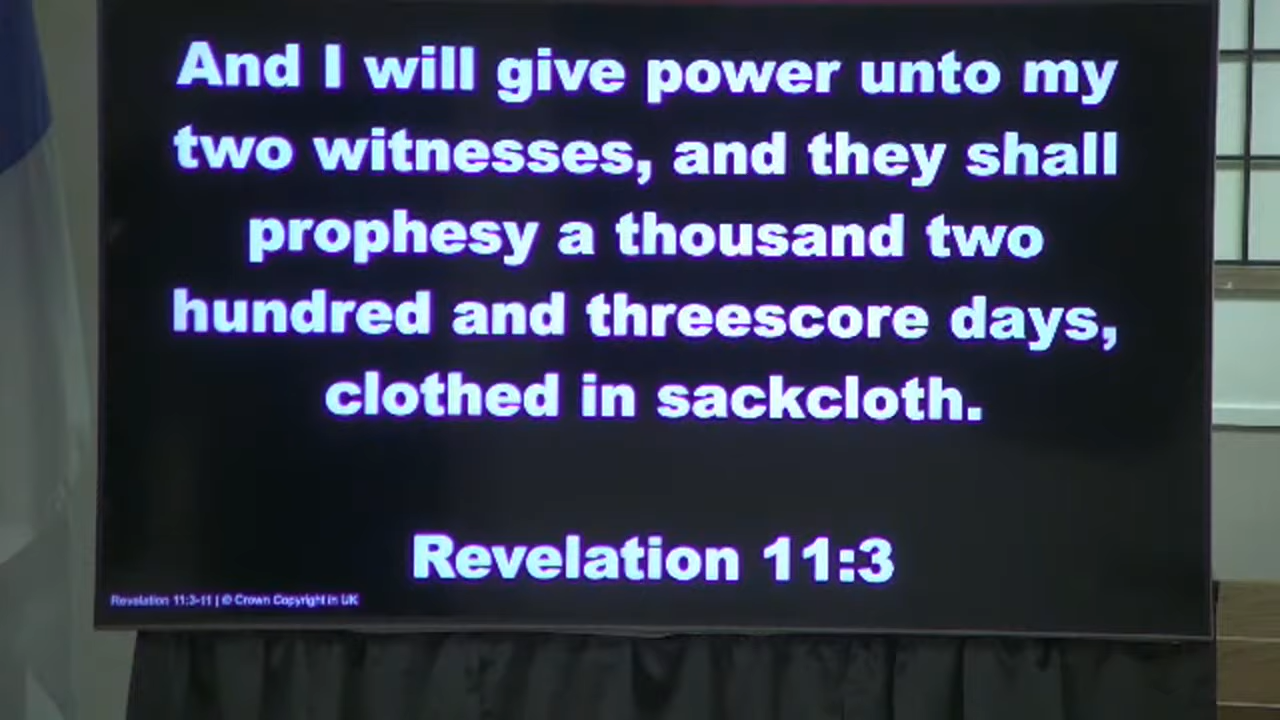 And I will give power unto my
two witnesses, and they shall
prophesy a thousand two
hundred and threescore days,
clothed in sackcloth.
Revelation 11:3
Revelation 11:3-11 | © Crown Copyright in UK